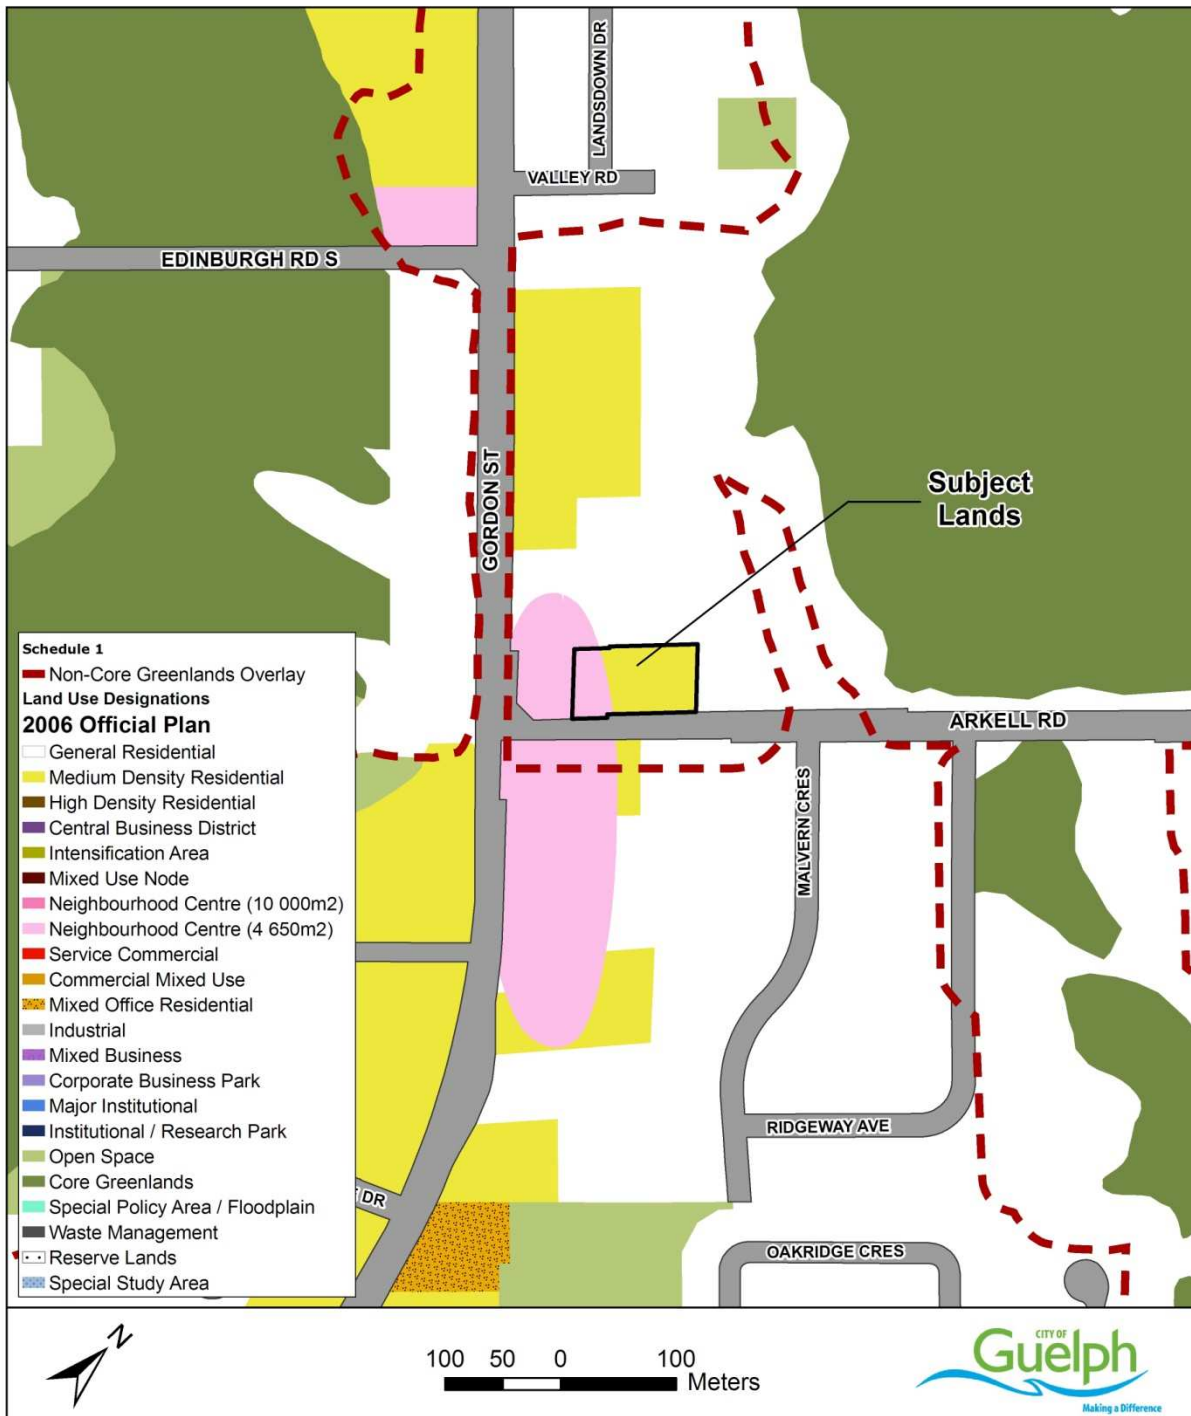 LANDSDOWN DR
VALLEY RD
EDINBURGH RD S
GORDON ST
Subject
Lands
ARKELL RD
MALVERN CRES
RIDGEWAY AVE
OAKRIDGE CRES
DR
Schedule 1
Non-Core Greenlands Overlay
Land Use Designations
2006 Official Plan
General Residential
Medium Density Residential
High Density Residential
Central Business District
Intensification Area
Mixed Use Node
Neighbourhood Centre (10 000m2)
Neighbourhood Centre (4 650m2)
Service Commercial
Commercial Mixed Use
Mixed Office Residential
Industrial
Mixed Business
Corporate Business Park
Major Institutional
Institutional / Research Park
Open Space
Core Greenlands
Special Policy Area / Floodplain
Waste Management
Reserve Lands
Special Study Area
N
100 50 0 100
Meters
CITY OF
Guelph
Making a Difference